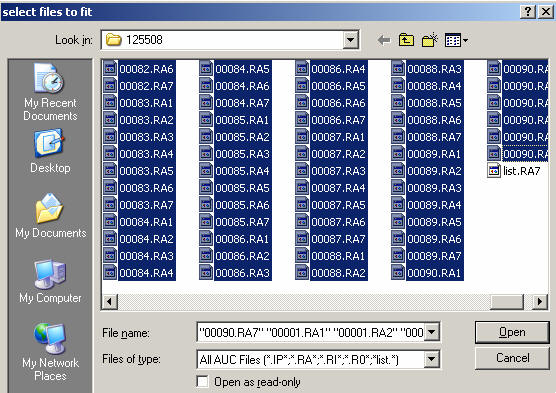 select files to fit
Look in:
125508
My Recent
Documents
Desktop
My Documents
My Computer
My Network
Places
00082.RA6
00082.RA7
00083.RA1
00083.RA2
00083.RA3
00083.RA4
00083.RA5
00083.RA6
00083.RA7
00084.RA1
00084.RA2
00084.RA3
00084.RA4
00084.RA5
00084.RA6
00084.RA7
00085.RA1
00085.RA2
00085.RA3
00085.RA4
00085.RA5
00085.RA6
00085.RA7
00086.RA1
00086.RA2
00086.RA3
00086.RA4
00086.RA5
00086.RA6
00086.RA7
00087.RA1
00087.RA2
00087.RA3
00087.RA4
00087.RA5
00087.RA6
00087.RA7
00088.RA1
00088.RA2
00088.RA3
00088.RA4
00088.RA5
00088.RA6
00088.RA7
00089.RA1
00089.RA2
00089.RA3
00089.RA4
00089.RA5
00089.RA6
00089.RA7
00090.RA1
00090.RA
00090.RA
00090.RA
00090.RA
00090.RA
00090.RA
list.RA7
File name:
"00090.RA7" "00001.RA1" "00001.RA2" "000
Open
Files of type:
All AUC Files (*.IP*;*.RA*;*.RI*;*.R0*;*list.*)
Cancel
Open as read-only